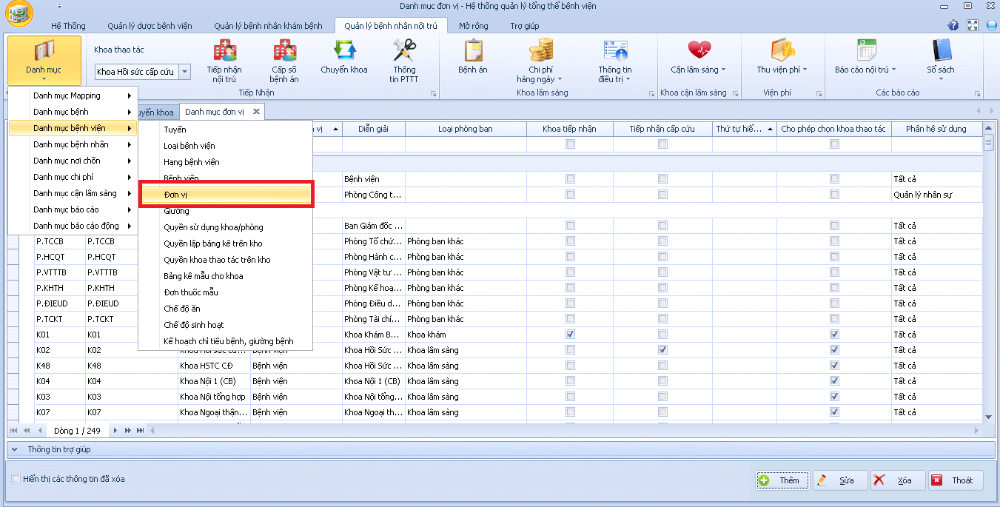 Danh mục đơn vị - Hệ thống quản lý tổng thể bệnh viện
Hệ Thống Quản lý dược bệnh viện Quản lý bệnh nhân khám bệnh Quản lý bệnh nhân nội trú Mở rộng Trợ giúp
Danh mục
Khoa thao tác
Khoa Hồi sức cấp cứu
Tiếp nhận nội trú
Cấp số bệnh án
Chuyển khoa
Thông tin PTTT
Tiếp Nhận
Bệnh án
Chi phí hàng ngày
Thông tin điều trị
Khoa lâm sàng
Cận lâm sàng
Khoa cận lâm sàng
Thu viện phí
Viện phí
Báo cáo nội trú
Sổ sách
Các báo cáo
Danh mục Mapping
Danh mục bệnh
Danh mục bệnh viện
Danh mục bệnh nhân
Danh mục nơi chốn
Danh mục chi phí
Danh mục cận lâm sàng
Danh mục báo cáo
Danh mục báo cáo động
uyển khoa Danh mục đơn vị
Tuyến
Loại bệnh viện
Hạng bệnh viện
Bệnh viện
Đơn vị
Giường
Quyền sử dụng khoa/phòng
Quyền lập bảng kê trên kho
Quyền khoa thao tác trên kho
Bảng kê mẫu cho khoa
Đơn thuốc mẫu
Chế độ ăn
Chế độ sinh hoạt
Kế hoạch chỉ tiêu bệnh, giường bệnh
vị Diễn giải Loại phòng ban Khoa tiếp nhận Tiếp nhận cấp cứu Thứ tự hiể... Cho phép chọn khoa thao tác Phân hệ sử dụng
Bệnh viện Tất cả
Phòng Công t... Quản lý nhân sự
Ban Giám đốc ... Tất cả
P.TCCB P.TCCB Phòng Tổ chứ... Phòng ban khác Tất cả
P.HCQT P.HCQT Phòng Hành c... Phòng ban khác Tất cả
P.VTTTB P.VTTTB Phòng Vật tư ... Phòng ban khác Tất cả
P.KHTH P.KHTH Phòng Kế hoạ... Phòng ban khác Tất cả
P.ĐIEUD P.ĐIEUD Phòng Điều d... Phòng ban khác Tất cả
P.TCKT P.TCKT Phòng Tài chí... Phòng ban khác Tất cả
K01 K01 Khoa Khám B... Khoa khám Tất cả
K02 K02 Khoa Hồi sức cấ... Bệnh viện Khoa Hồi Sức ... Khoa lâm sàng Tất cả
K48 K48 Khoa HSTC CĐ Bệnh viện Khoa Hồi Sức ... Khoa lâm sàng Tất cả
K04 K04 Khoa Nội 1 (CB) Bệnh viện Khoa Nội 1 (CB) Khoa lâm sàng Tất cả
K03 K03 Khoa Nội tổng hợp Bệnh viện Khoa Nội tổng... Khoa lâm sàng Tất cả
K07 K07 Khoa Ngoại thận... Bệnh viện Khoa Ngoại th... Khoa lâm sàng Tất cả
Dòng 1 / 249
Thông tin trợ giúp
Hiển thị các thông tin đã xóa
Thêm Sửa Xóa Thoát